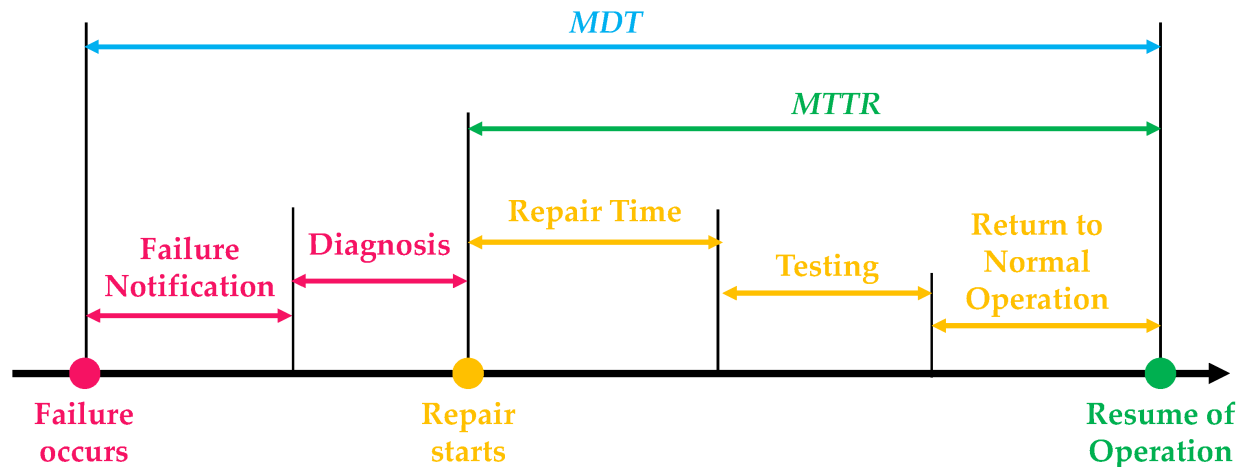 MDT
MTTR
Failure
Notification
Diagnosis
Repair Time
Testing
Return to
Normal
Operation
Failure
occurs
Repair
starts
Resume of
Operation